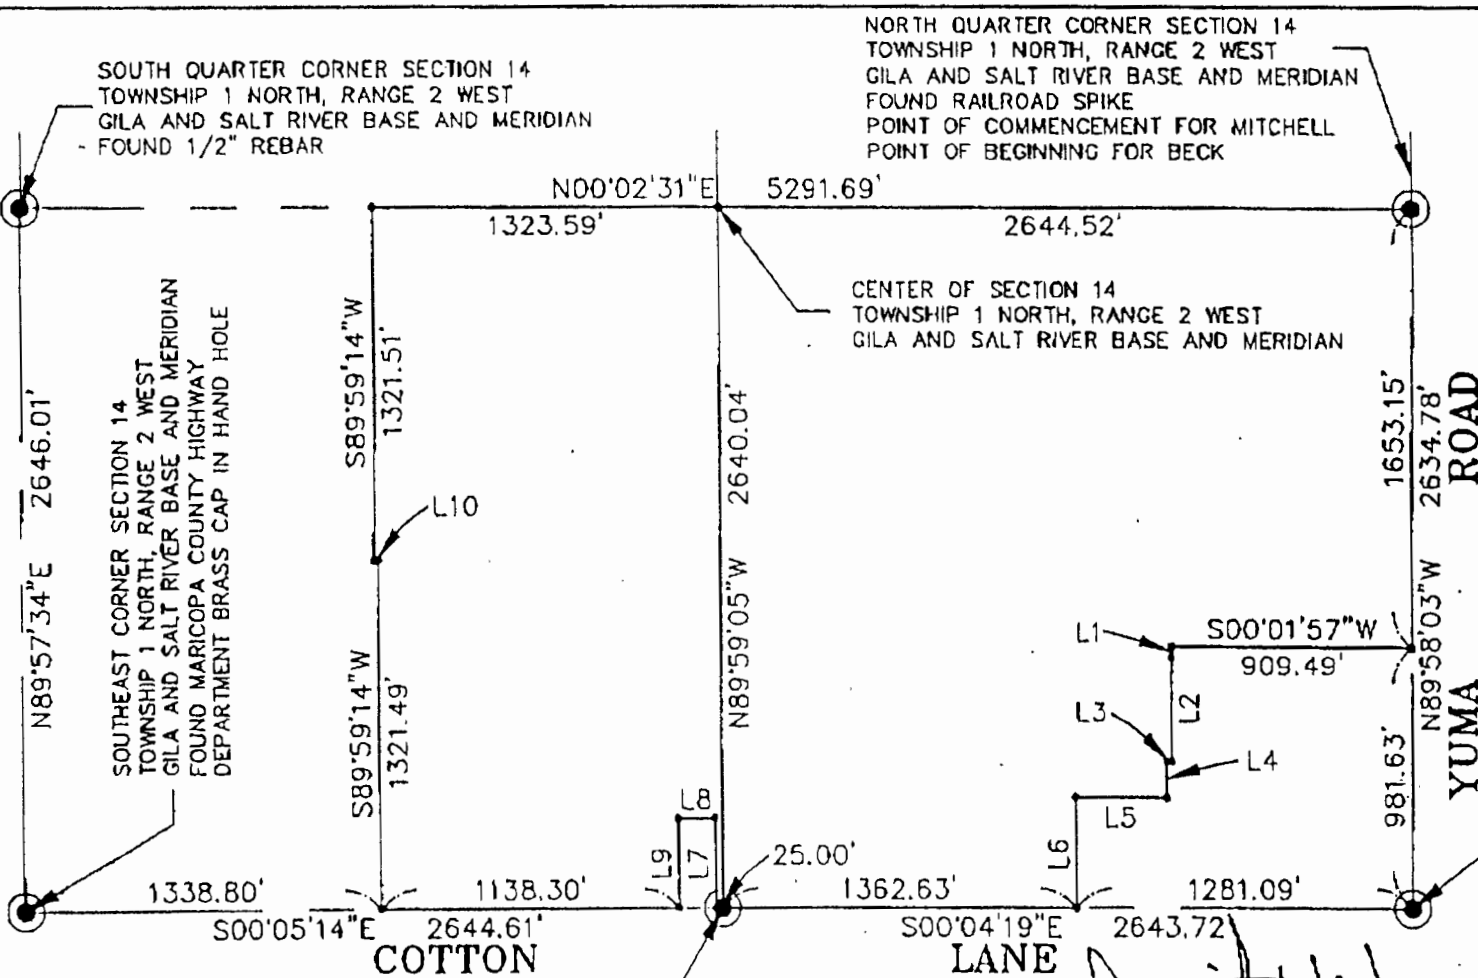 NORTH QUARTER CORNER SECTION 14
TOWNSHIP 1 NORTH, RANGE 2 WEST
GILA AND SALT RIVER BASE AND MERIDIAN
FOUND RAILROAD SPIKE
POINT OF COMMENCEMENT FOR MITCHELL
POINT OF BEGINNING FOR BECK
SOUTH QUARTER CORNER SECTION 14
TOWNSHIP 1 NORTH, RANGE 2 WEST
GILA AND SALT RIVER BASE AND MERIDIAN
- FOUND 1/2" REBAR
N00'02'31"E 5291.69'
1323.59'
2644.52'
CENTER OF SECTION 14
TOWNSHIP 1 NORTH, RANGE 2 WEST
GILA AND SALT RIVER BASE AND MERIDIAN
N89'57'34"E 2646.01'
SOUTHEAST CORNER SECTION 14
TOWNSHIP 1 NORTH, RANGE 2 WEST
GILA AND SALT RIVER BASE AND MERIDIAN
FOUND MARICOPA COUNTY HIGHWAY
DEPARTMENT BRASS CAP IN HAND HOLE
S89'59'14"W
1321.51'
L10
S89'59'14"W
1321.49'
N89'59'05"W 2640.04'
1653.15'
981.63'
N89'58'03"W 2634.78'
YUMA ROAD
L1
S00'01'57"W
909.49'
L2
L3
L4
L5
L6
L8
L9
L7
25.00'
1338.80'
1138.30'
1362.63'
1281.09'
S00'05'14"E 2644.61'
S00'04'19"E 2643.72'
COTTON LANE